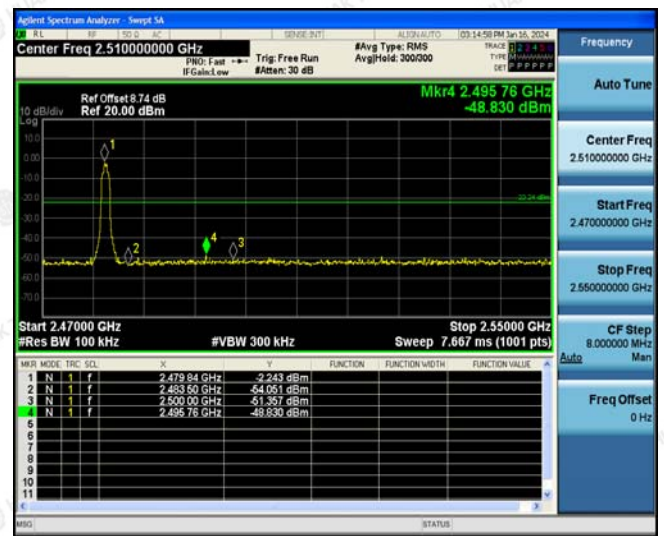 Agilent Spectrum Analyzer - Swept SA
RL RF 50 Ω AC SENSE:INT ALIGNAUTO 03:14:58 PM Jan 16, 2024
Center Freq 2.510000000 GHz
#Avg Type: RMS
TRACE 1 2 3 4 5 6
PNO: Fast Trig: Free Run Avg|Hold: 300/300
TYPE
IFGain:Low #Atten: 30 dB
DET P P P P P P
Mkr4 2.495 76 GHz
-48.830 dBm
Ref Offset 8.74 dB
10 dB/div Ref 20.00 dBm
Log
10.0
0.00
-10.0
-20.0
-22.24 dBm
-30.0
-40.0
-50.0
-60.0
-70.0
1
2
4
3
Start 2.47000 GHz Stop 2.55000 GHz
#Res BW 100 kHz #VBW 300 kHz Sweep 7.667 ms (1001 pts)
MKR MODE TRC SCL X Y FUNCTION FUNCTION WIDTH FUNCTION VALUE
1 N 1 f 2.479 84 GHz -2.243 dBm
2 N 1 f 2.483 50 GHz -54.051 dBm
3 N 1 f 2.500 00 GHz -51.357 dBm
4 N 1 f 2.495 76 GHz -48.830 dBm
5
6
7
8
9
10
11
MSG STATUS
Frequency
Auto Tune
Center Freq
2.510000000 GHz
Start Freq
2.470000000 GHz
Stop Freq
2.550000000 GHz
CF Step
8.000000 MHz
Auto Man
Freq Offset
0 Hz